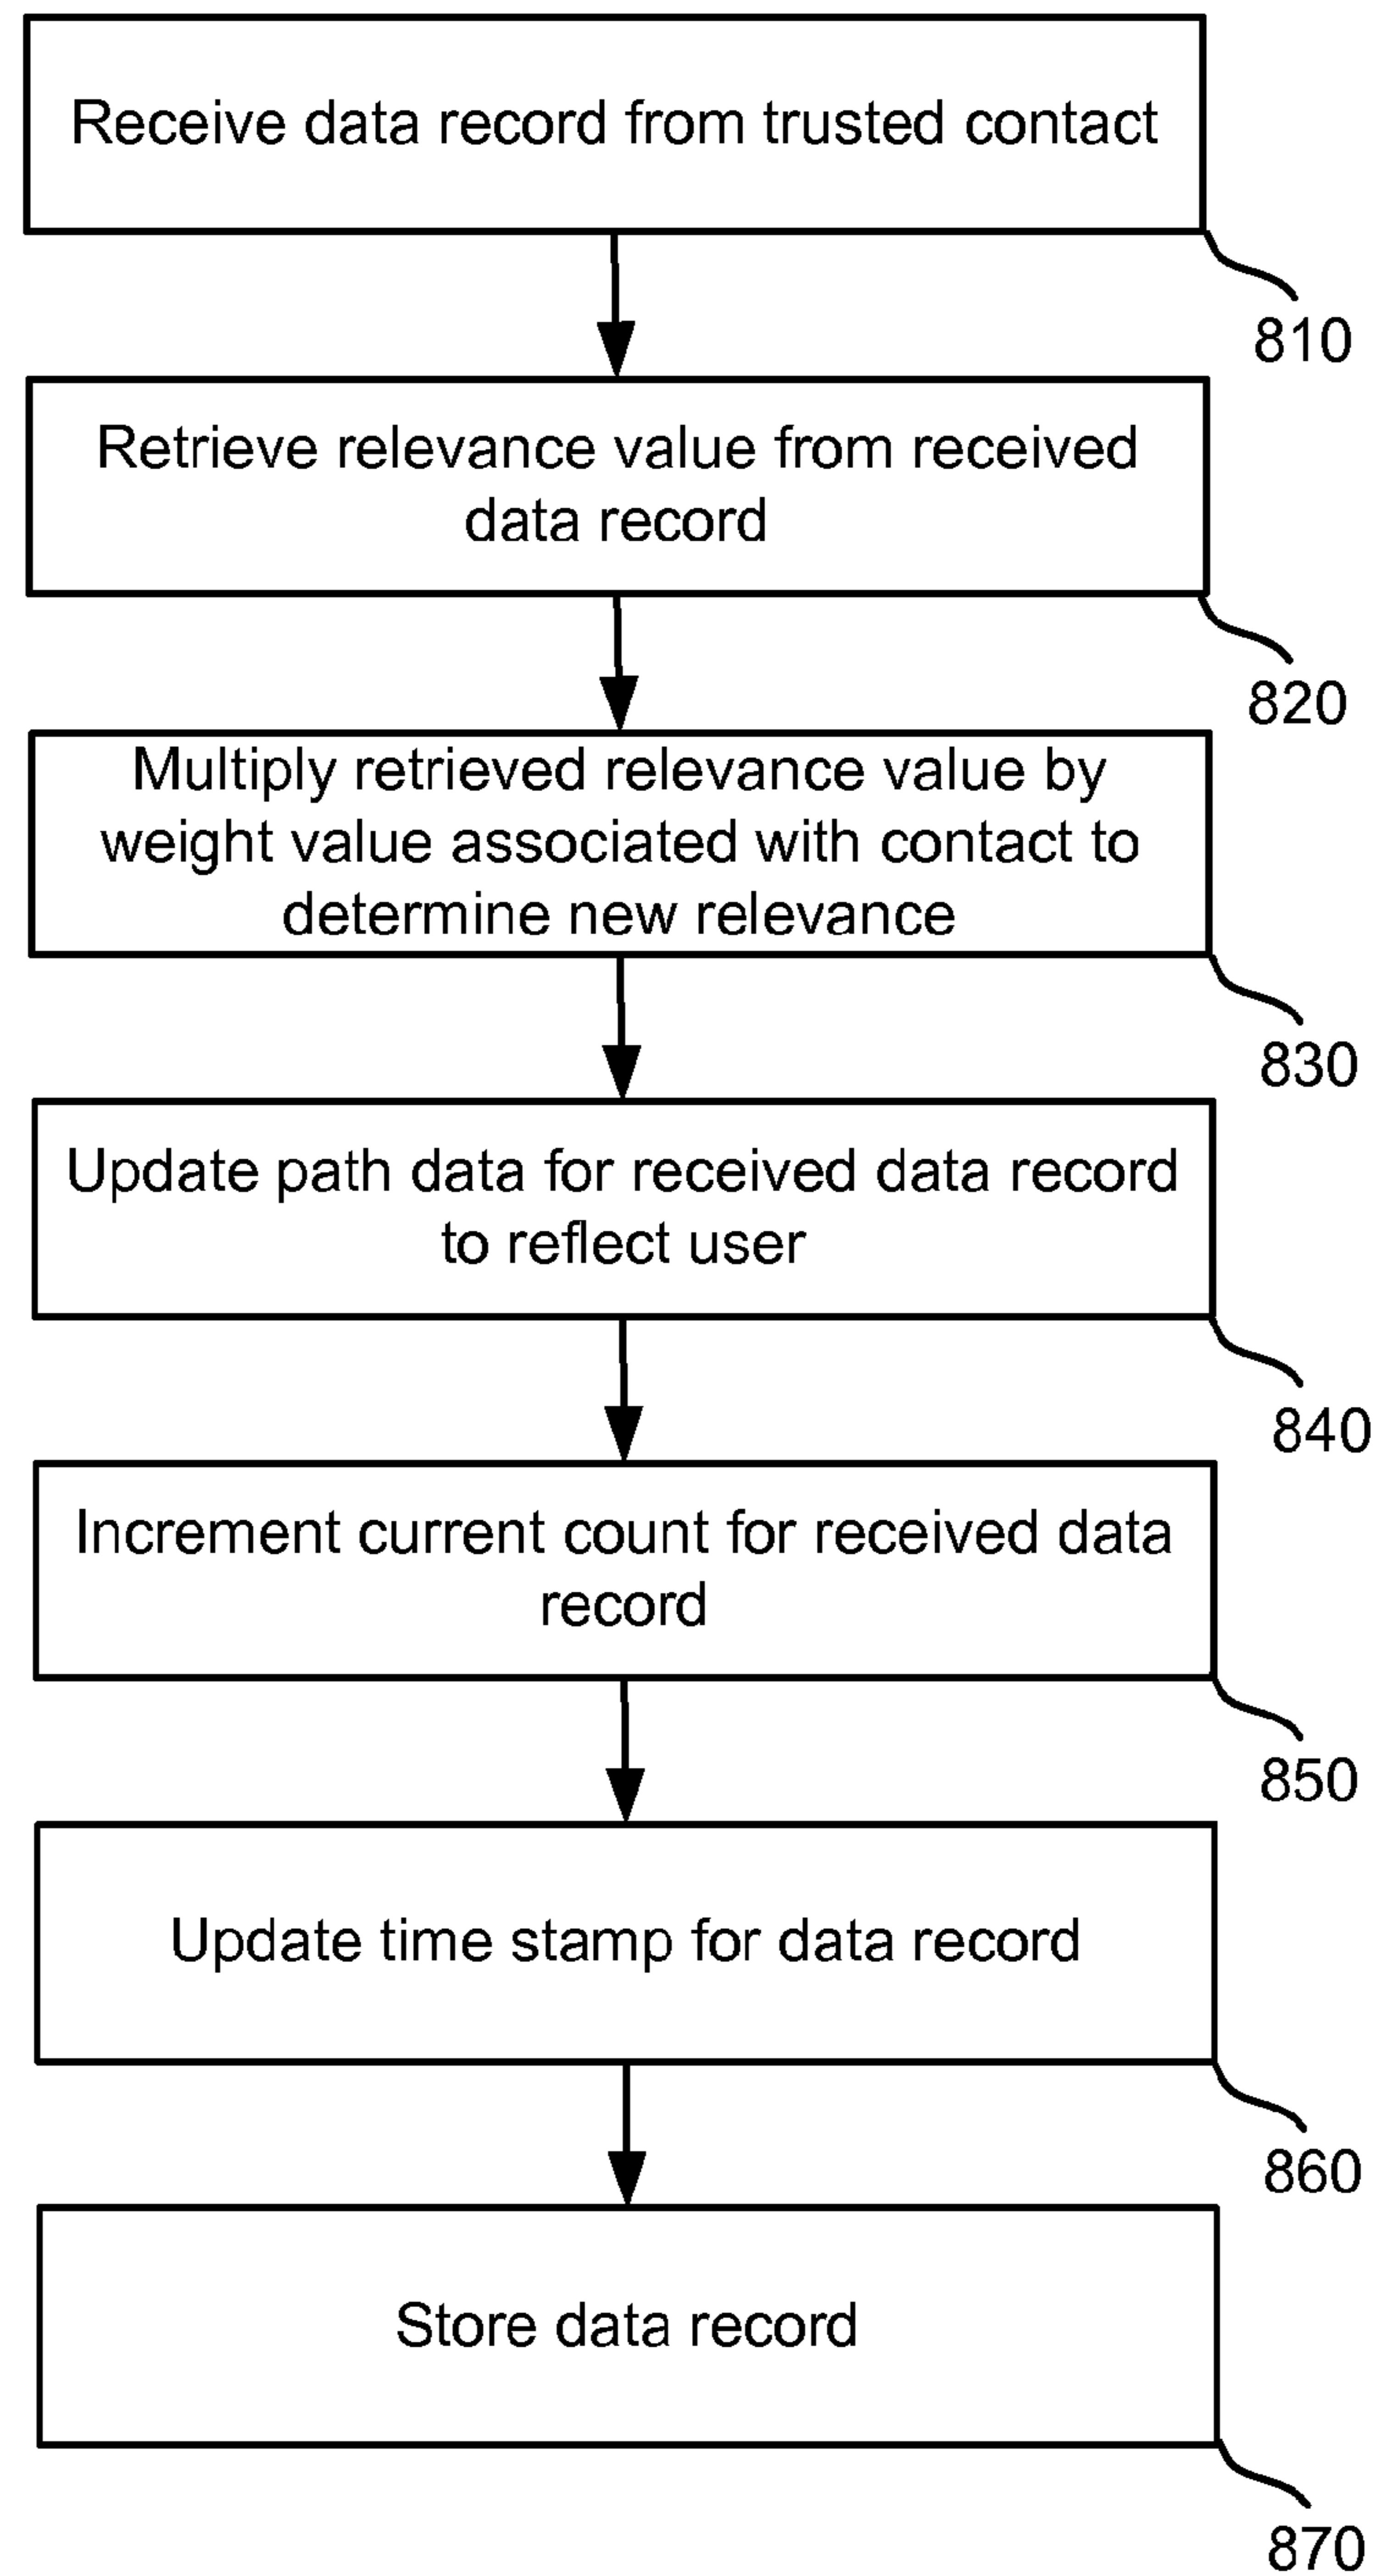 Receive data record from trusted contact
810
Retrieve relevance value from received
data record
820
Multiply retrieved relevance value by
weight value associated with contact to
determine new relevance
830
Update path data for received data record
to reflect user
840
Increment current count for received data
record
850
Update time stamp for data record
860
Store data record
870